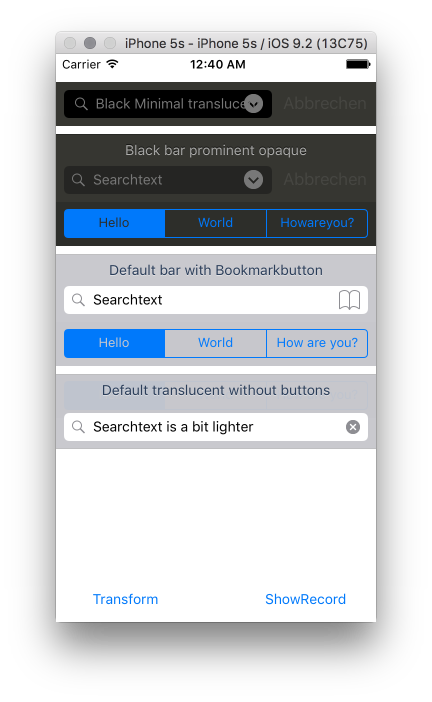 iPhone 5s - iPhone 5s / iOS 9.2 (13C75)
Carrier 12:40 AM
Black Minimal transluce Abbrechen
Black bar prominent opaque
Searchtext Abbrechen
Hello World Howareyou?
Default bar with Bookmarkbutton
Searchtext
Hello World How are you?
Default translucent without buttons
Searchtext is a bit lighter
Transform ShowRecord